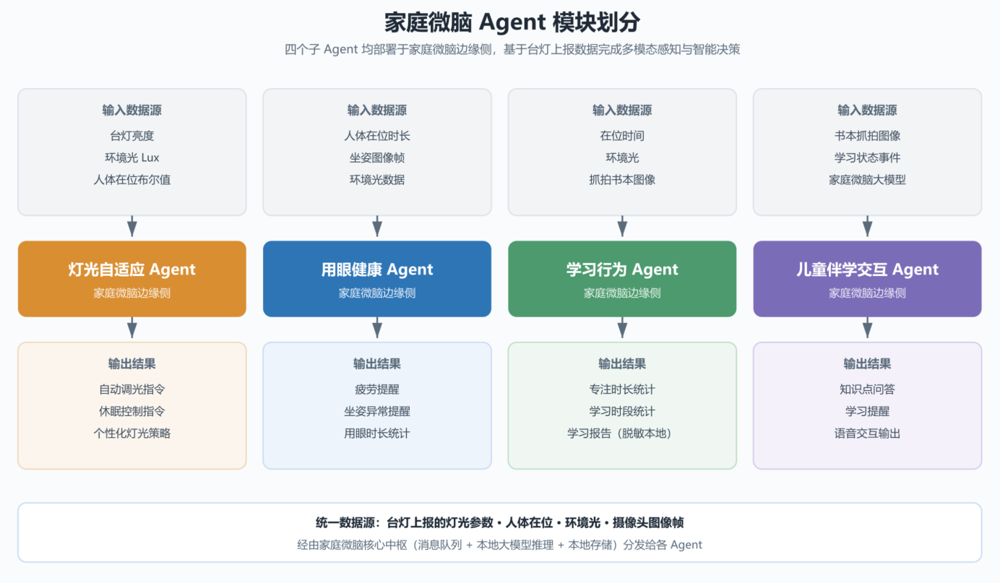 家庭微脑 Agent 模块划分
四个子 Agent 均部署于家庭微脑边缘侧，基于台灯上报数据完成多模态感知与智能决策
输入数据源
台灯亮度
环境光 Lux
人体在位布尔值
输入数据源
人体在位时长
坐姿图像帧
环境光数据
输入数据源
在位时间
环境光
抓拍书本图像
输入数据源
书本抓拍图像
学习状态事件
家庭微脑大模型
灯光自适应 Agent
家庭微脑边缘侧
用眼健康 Agent
家庭微脑边缘侧
学习行为 Agent
家庭微脑边缘侧
儿童伴学交互 Agent
家庭微脑边缘侧
输出结果
自动调光指令
休眠控制指令
个性化灯光策略
输出结果
疲劳提醒
坐姿异常提醒
用眼时长统计
输出结果
专注时长统计
学习时段统计
学习报告（脱敏本地）
输出结果
知识点问答
学习提醒
语音交互输出
统一数据源：台灯上报的灯光参数·人体在位·环境光·摄像头图像帧
经由家庭微脑核心中枢（消息队列 + 本地大模型推理 + 本地存储）分发给各 Agent